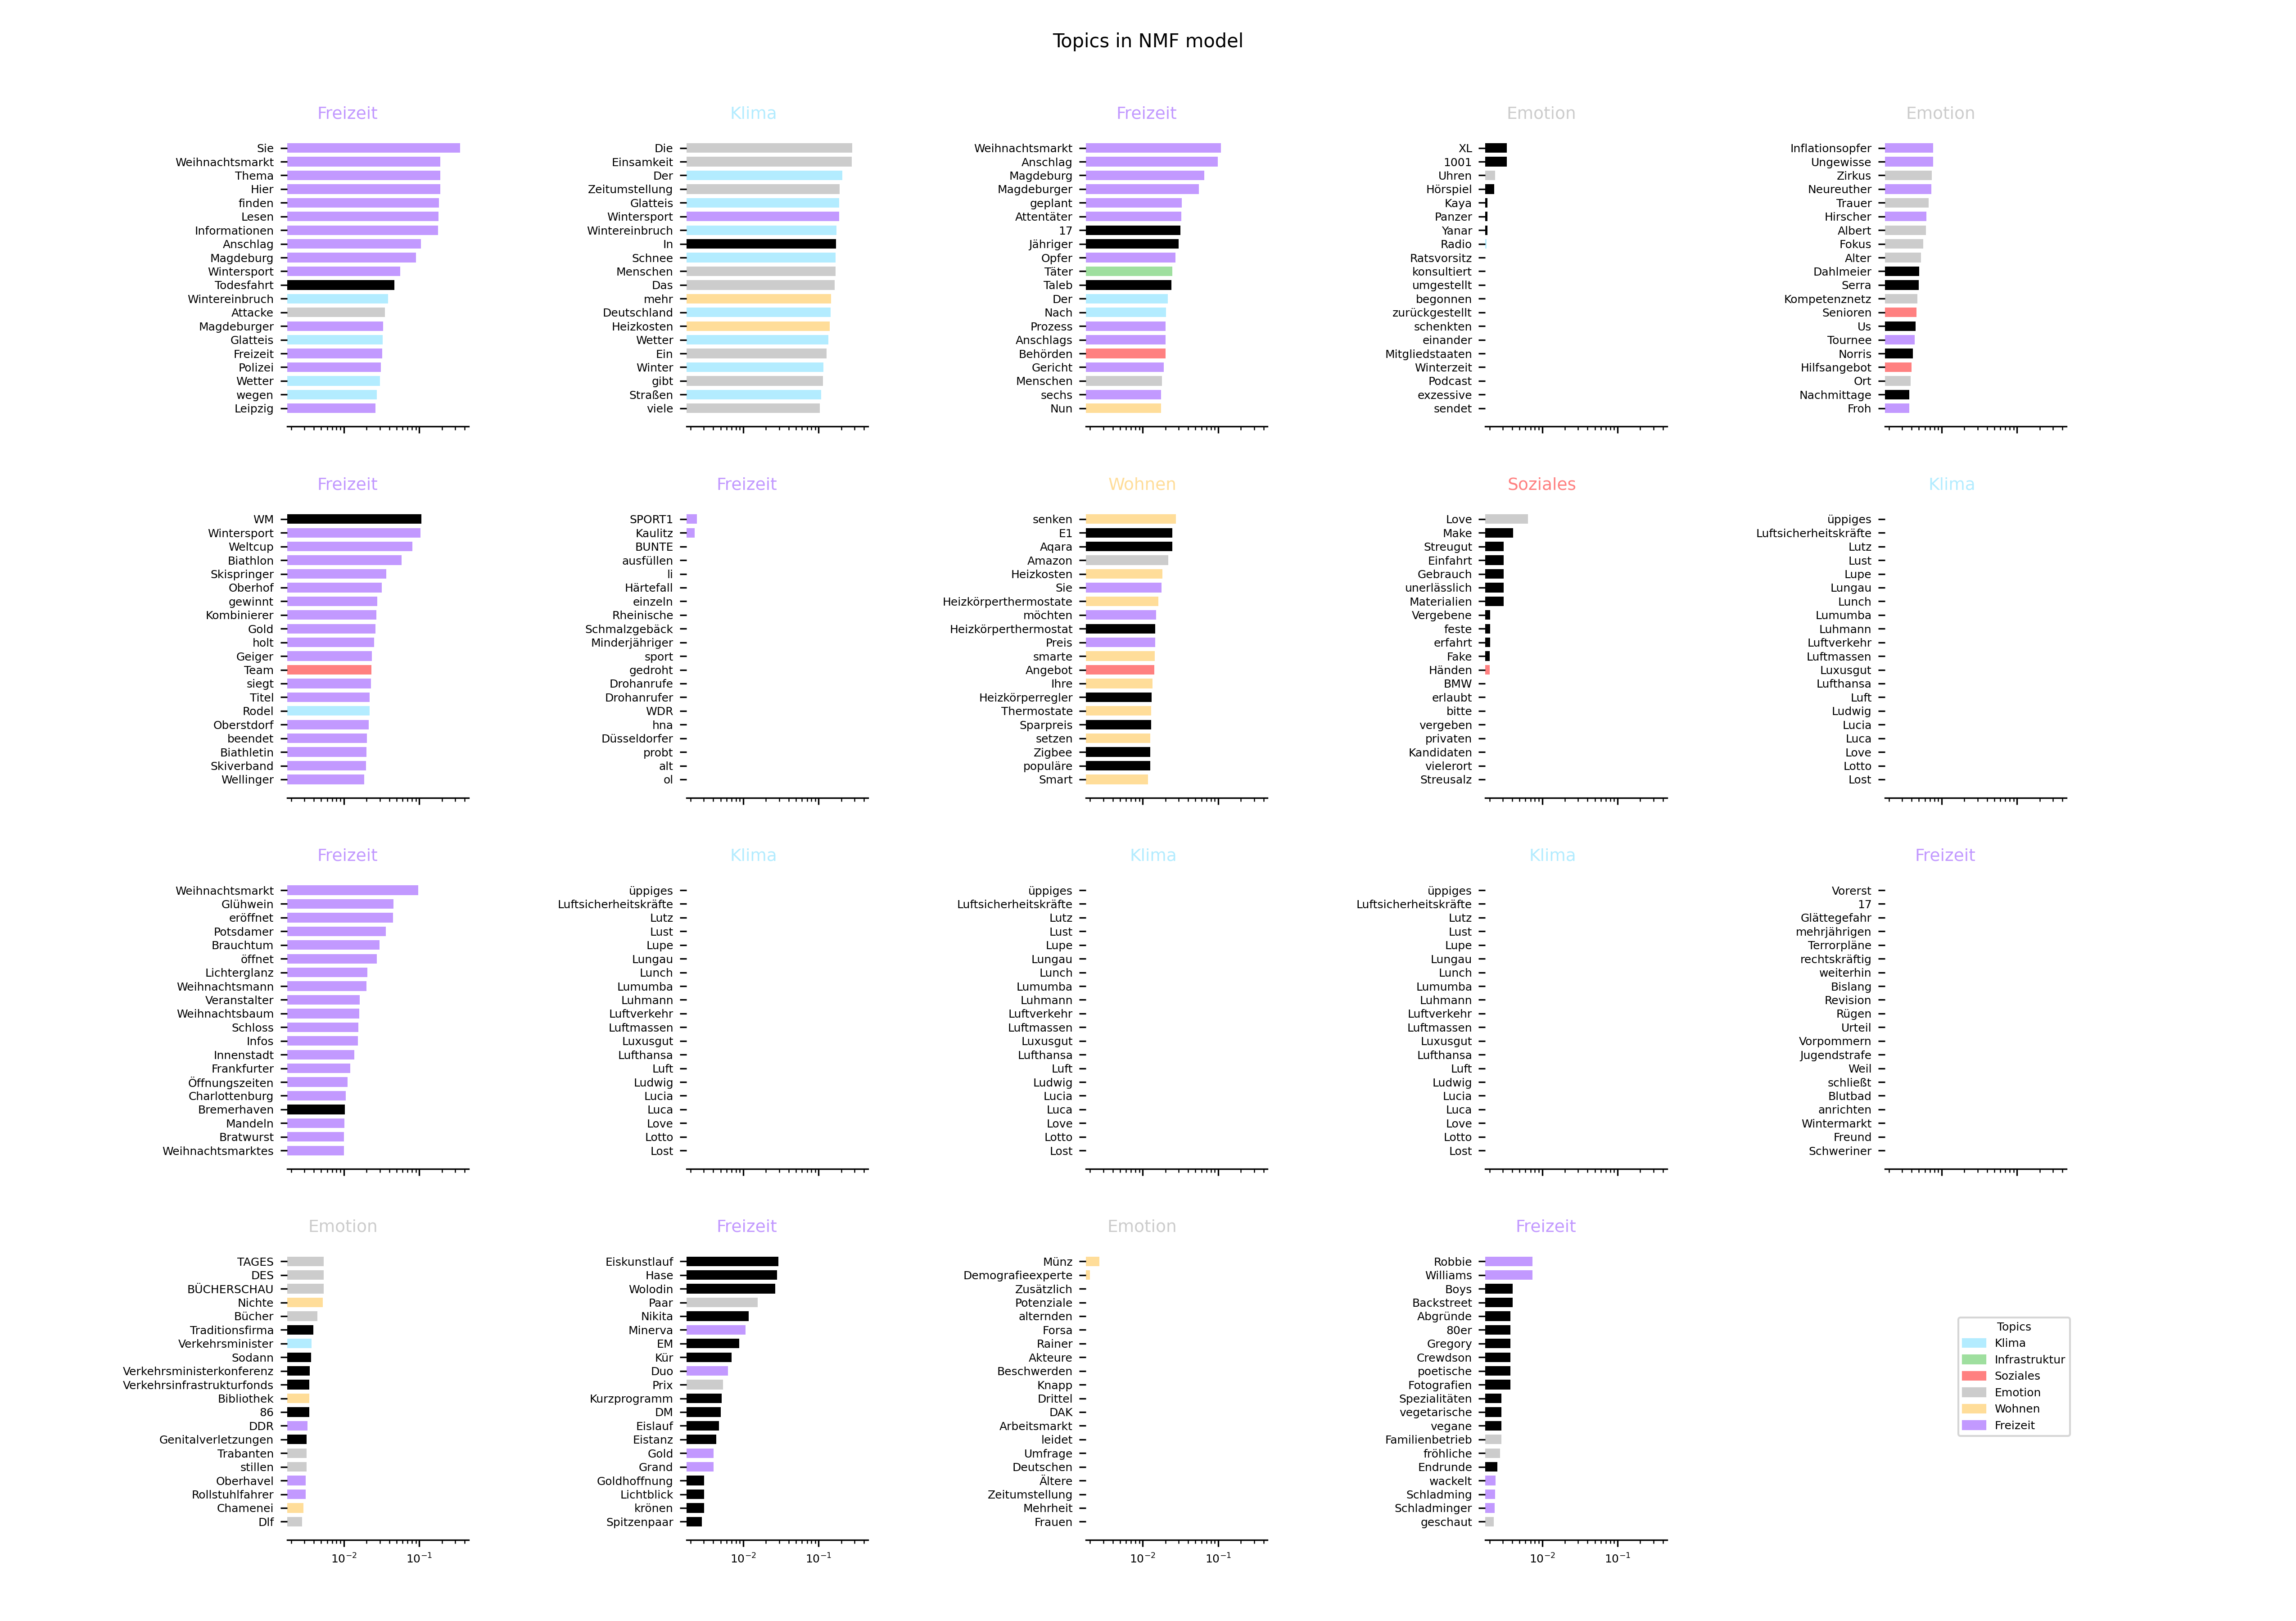 Topics in NMF model
Freizeit
Sie
Weihnachtsmarkt
Thema
Hier
finden
Lesen
Informationen
Anschlag
Magdeburg
Wintersport
Todesfahrt
Wintereinbruch
Attacke
Magdeburger
Glatteis
Freizeit
Polizei
Wetter
wegen
Leipzig
Klima
Die
Einsamkeit
Der
Zeitumstellung
Glatteis
Wintersport
Wintereinbruch
In
Schnee
Menschen
Das
mehr
Deutschland
Heizkosten
Wetter
Ein
Winter
gibt
Straßen
viele
Freizeit
Weihnachtsmarkt
Anschlag
Magdeburg
Magdeburger
geplant
Attentäter
17
Jähriger
Opfer
Täter
Taleb
Der
Nach
Prozess
Anschlags
Behörden
Gericht
Menschen
sechs
Nun
Emotion
XL
1001
Uhren
Hörspiel
Kaya
Panzer
Yanar
Radio
Ratsvorsitz
konsultiert
umgestellt
begonnen
zurückgestellt
schenkten
einander
Mitgliedstaaten
Winterzeit
Podcast
exzessive
sendet
Emotion
Inflationsopfer
Ungewisse
Zirkus
Neureuther
Trauer
Hirscher
Albert
Fokus
Alter
Dahlmeier
Serra
Kompetenznetz
Senioren
Us
Tournee
Norris
Hilfsangebot
Ort
Nachmittage
Froh
Freizeit
WM
Wintersport
Weltcup
Biathlon
Skispringer
Oberhof
gewinnt
Kombinierer
Gold
holt
Geiger
Team
siegt
Titel
Rodel
Oberstdorf
beendet
Biathletin
Skiverband
Wellinger
Freizeit
SPORT1
Kaulitz
BUNTE
ausfüllen
li
Härtefall
einzeln
Rheinische
Schmalzgebäck
Minderjähriger
sport
gedroht
Drohanrufe
Drohanrufer
WDR
hna
Düsseldorfer
probt
alt
ol
Wohnen
senken
E1
Aqara
Amazon
Heizkosten
Sie
Heizkörperthermostate
möchten
Heizkörperthermostat
Preis
smarte
Angebot
Ihre
Heizkörperregler
Thermostate
Sparpreis
setzen
Zigbee
populäre
Smart
Soziales
Love
Make
Streugut
Einfahrt
Gebrauch
unerlässlich
Materialien
Vergebene
feste
erfahrt
Fake
Händen
BMW
erlaubt
bitte
vergeben
privaten
Kandidaten
vielerort
Streusalz
Klima
üppiges
Luftsicherheitskräfte
Lutz
Lust
Lupe
Lungau
Lunch
Lumumba
Luhmann
Luftverkehr
Luftmassen
Luxusgut
Lufthansa
Luft
Ludwig
Lucia
Luca
Love
Lotto
Lost
Freizeit
Weihnachtsmarkt
Glühwein
eröffnet
Potsdamer
Brauchtum
öffnet
Lichterglanz
Weihnachtsmann
Veranstalter
Weihnachtsbaum
Schloss
Infos
Innenstadt
Frankfurter
Öffnungszeiten
Charlottenburg
Bremerhaven
Mandeln
Bratwurst
Weihnachtsmarktes
Klima
üppiges
Luftsicherheitskräfte
Lutz
Lust
Lupe
Lungau
Lunch
Lumumba
Luhmann
Luftverkehr
Luftmassen
Luxusgut
Lufthansa
Luft
Ludwig
Lucia
Luca
Love
Lotto
Lost
Klima
üppiges
Luftsicherheitskräfte
Lutz
Lust
Lupe
Lungau
Lunch
Lumumba
Luhmann
Luftverkehr
Luftmassen
Luxusgut
Lufthansa
Luft
Ludwig
Lucia
Luca
Love
Lotto
Lost
Klima
üppiges
Luftsicherheitskräfte
Lutz
Lust
Lupe
Lungau
Lunch
Lumumba
Luhmann
Luftverkehr
Luftmassen
Luxusgut
Lufthansa
Luft
Ludwig
Lucia
Luca
Love
Lotto
Lost
Freizeit
Vorerst
17
Glättegefahr
mehrjährigen
Terrorpläne
rechtskräftig
weiterhin
Bislang
Revision
Rügen
Urteil
Vorpommern
Jugendstrafe
Weil
schließt
Blutbad
anrichten
Wintermarkt
Freund
Schweriner
Emotion
TAGES
DES
BÜCHERSCHAU
Nichte
Bücher
Traditionsfirma
Verkehrsminister
Sodann
Verkehrsministerkonferenz
Verkehrsinfrastrukturfonds
Bibliothek
86
DDR
Genitalverletzungen
Trabanten
stillen
Oberhavel
Rollstuhlfahrer
Chamenei
Dlf
10⁻² 10⁻¹
Freizeit
Eiskunstlauf
Hase
Wolodin
Paar
Nikita
Minerva
EM
Kür
Duo
Prix
Kurzprogramm
DM
Eislauf
Eistanz
Gold
Grand
Goldhoffnung
Lichtblick
krönen
Spitzenpaar
10⁻² 10⁻¹
Emotion
Münz
Demografieexperte
Zusätzlich
Potenziale
alternden
Forsa
Rainer
Akteure
Beschwerden
Knapp
Drittel
DAK
Arbeitsmarkt
leidet
Umfrage
Deutschen
Ältere
Zeitumstellung
Mehrheit
Frauen
10⁻² 10⁻¹
Freizeit
Robbie
Williams
Boys
Backstreet
Abgründe
80er
Gregory
Crewdson
poetische
Fotografien
Spezialitäten
vegetarische
vegane
Familienbetrieb
fröhliche
Endrunde
wackelt
Schladming
Schladminger
geschaut
10⁻² 10⁻¹
Topics
Klima
Infrastruktur
Soziales
Emotion
Wohnen
Freizeit